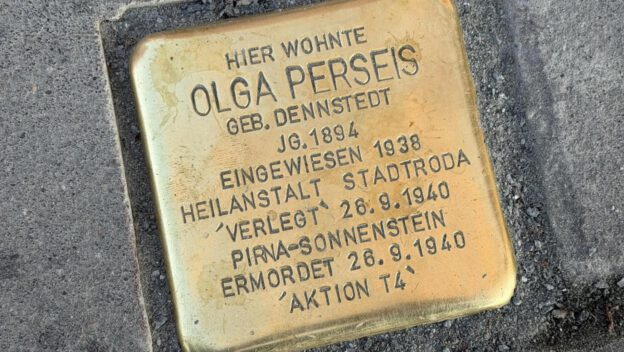 HIER WOHNTE
OLGA PERSEIS
GEB. DENNSTEDT
JG. 1894
EINGEWIESEN 1938
HEILANSTALT STADTRODA
'VERLEGT' 26.9.1940
PIRNA-SONNENSTEIN
ERMORDET 26.9.1940
'AKTION T4'